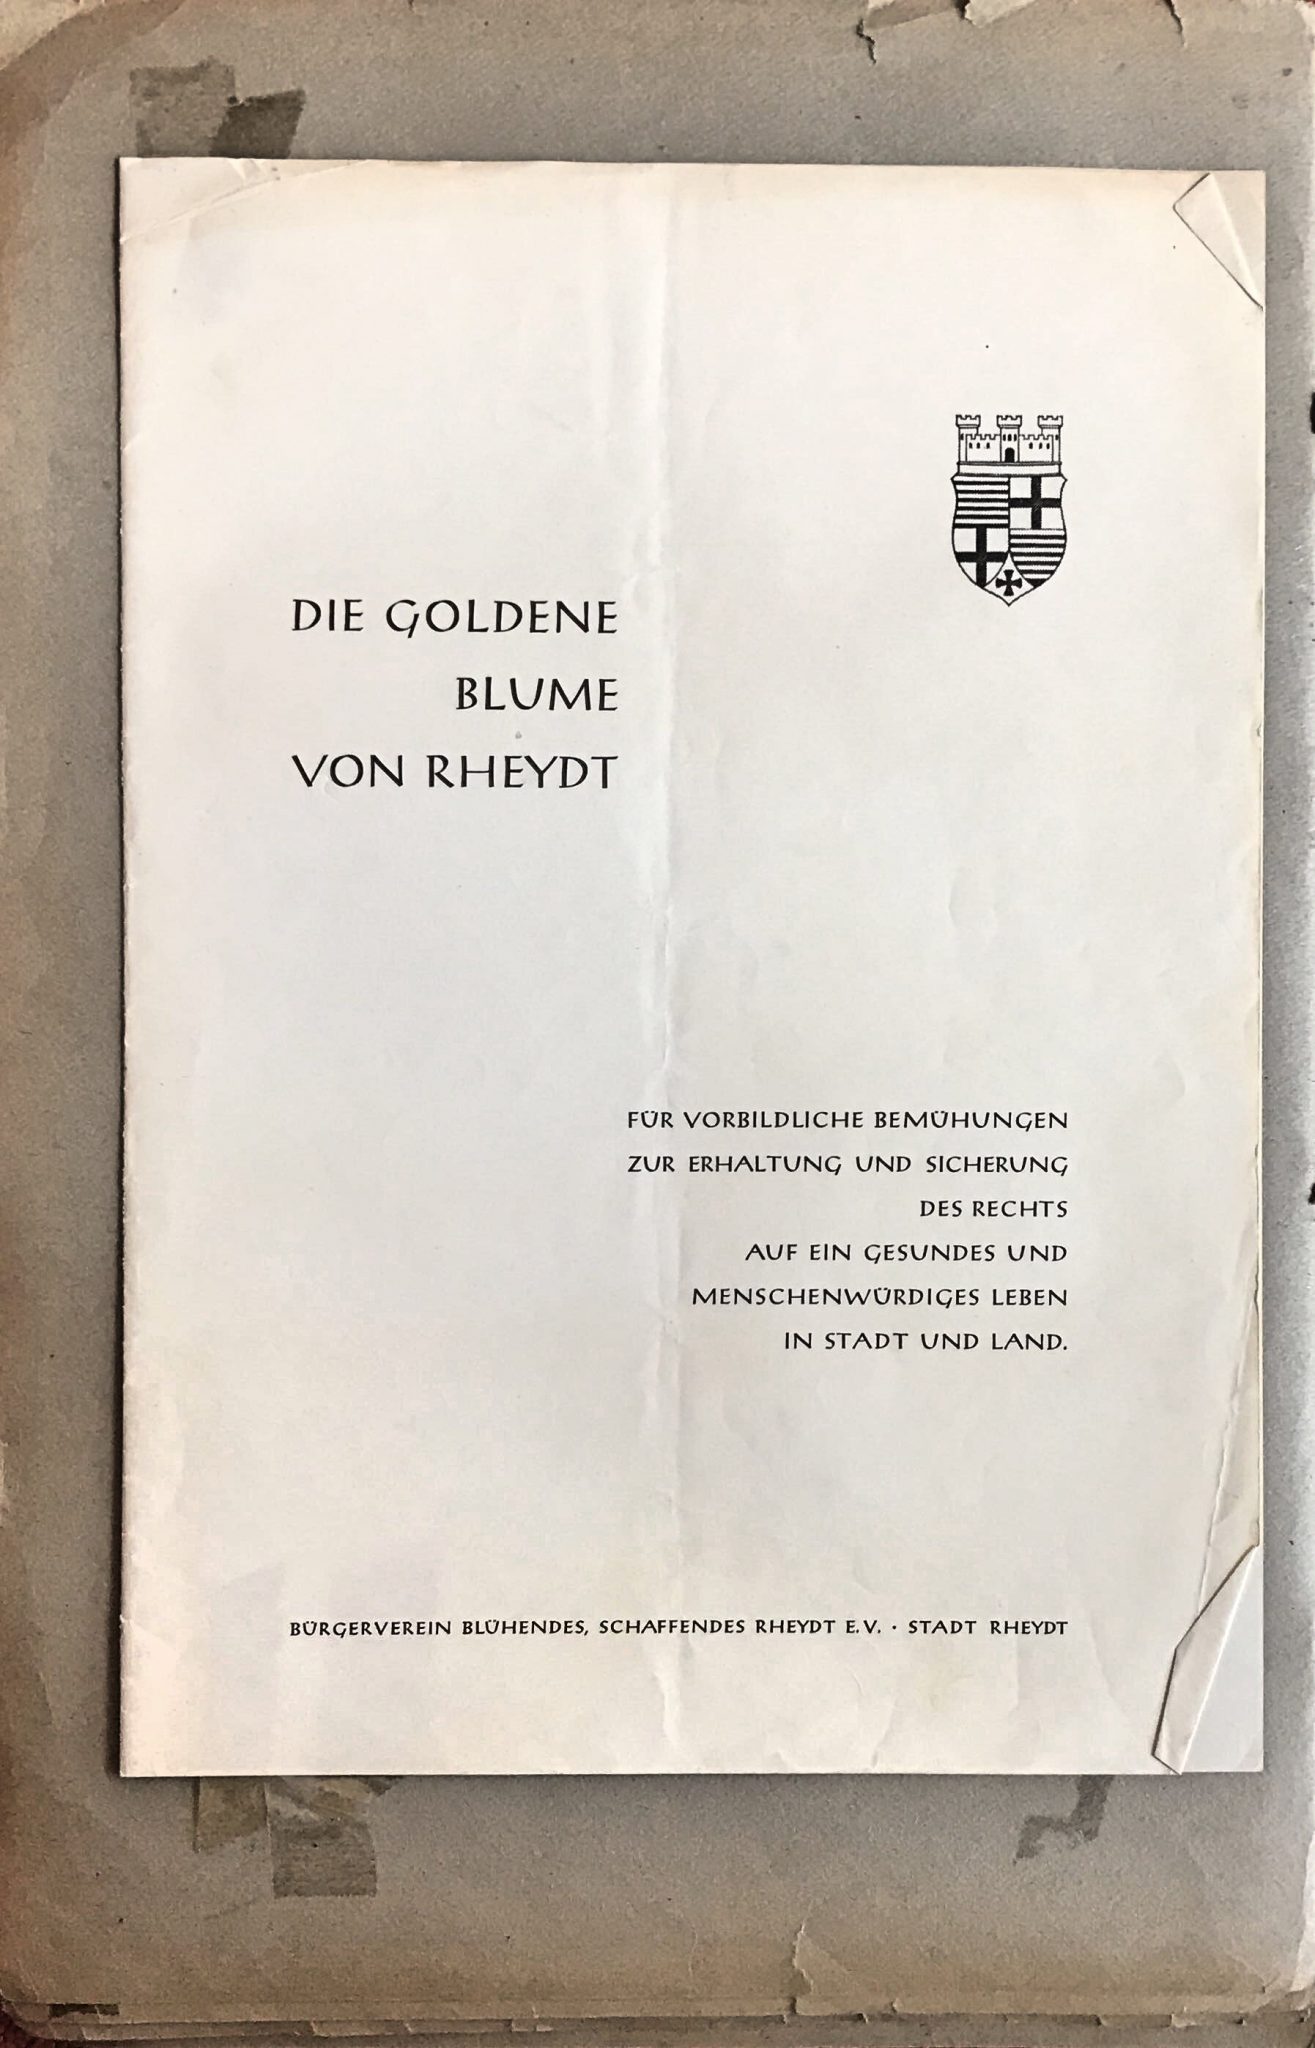 DIE GOLDENE
BLUME
VON RHEYDT
FÜR VORBILDLICHE BEMÜHUNGEN
ZUR ERHALTUNG UND SICHERUNG
DES RECHTS
AUF EIN GESUNDES UND
MENSCHENWÜRDIGES LEBEN
IN STADT UND LAND.
BÜRGERVEREIN BLÜHENDES, SCHAFFENDES RHEYDT E.V. · STADT RHEYDT